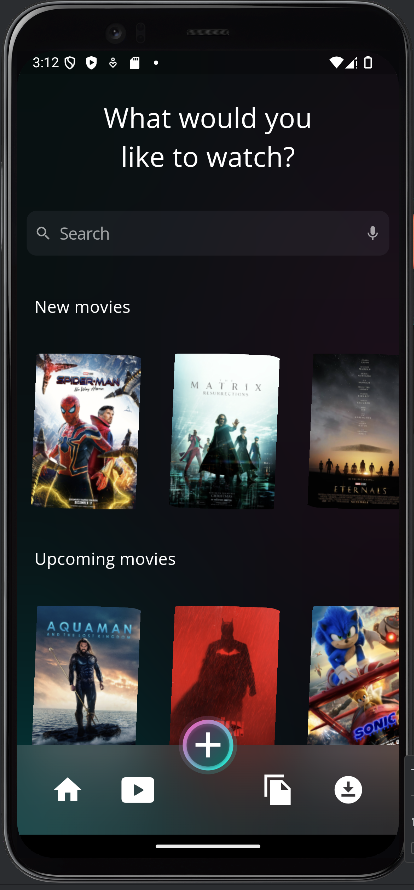 3:12
What would you
like to watch?
Search
New movies
SPIDER-MAN
No Way Home
MATRIX
RESURRECTIONS
ETERNALS
Upcoming movies
AQUAMAN
AND THE LOST KINGDOM
SONIC